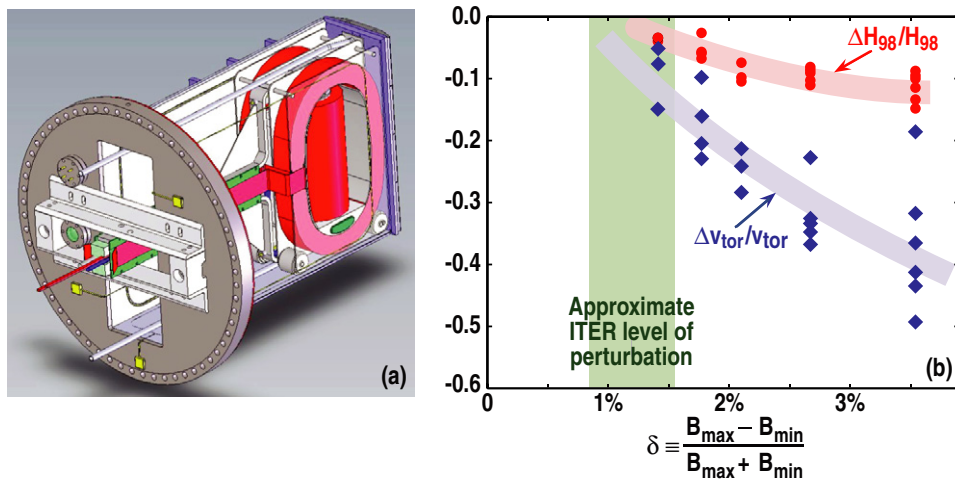 (a)
0.0
-0.1
-0.2
-0.3
-0.4
-0.5
-0.6
ΔH98/H98
Δvtor/vtor
Approximate
ITER level of
perturbation
(b)
0 1% 2% 3%
δ ≡ Bmax – Bmin
Bmax + Bmin